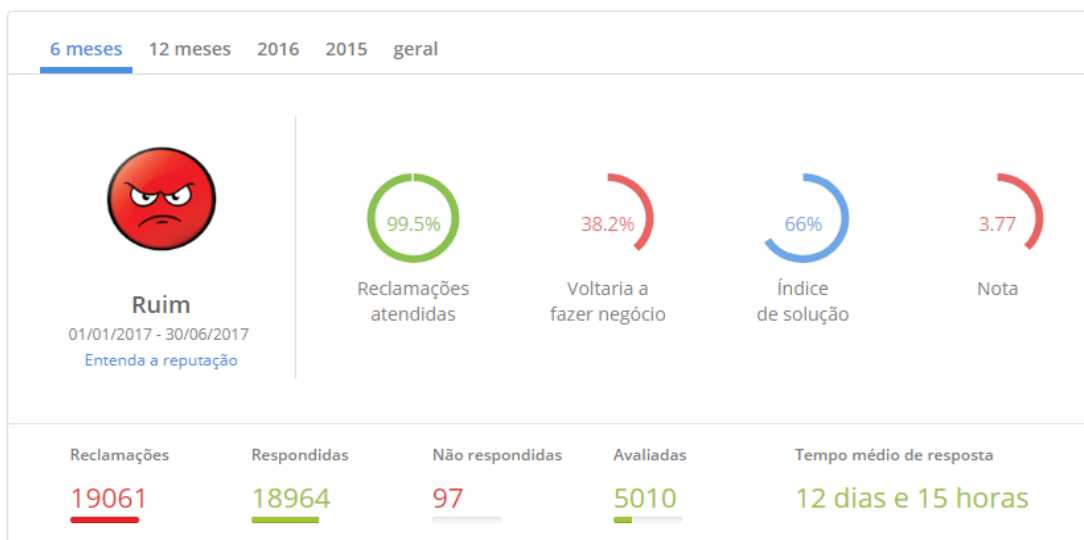 6 meses 12 meses 2016 2015 geral
Ruim
01/01/2017 - 30/06/2017
Entenda a reputação
99.5%
Reclamações
atendidas
38.2%
Voltaria a
fazer negócio
66%
Índice
de solução
3.77
Nota
Reclamações
19061
Respondidas
18964
Não respondidas
97
Avaliadas
5010
Tempo médio de resposta
12 dias e 15 horas